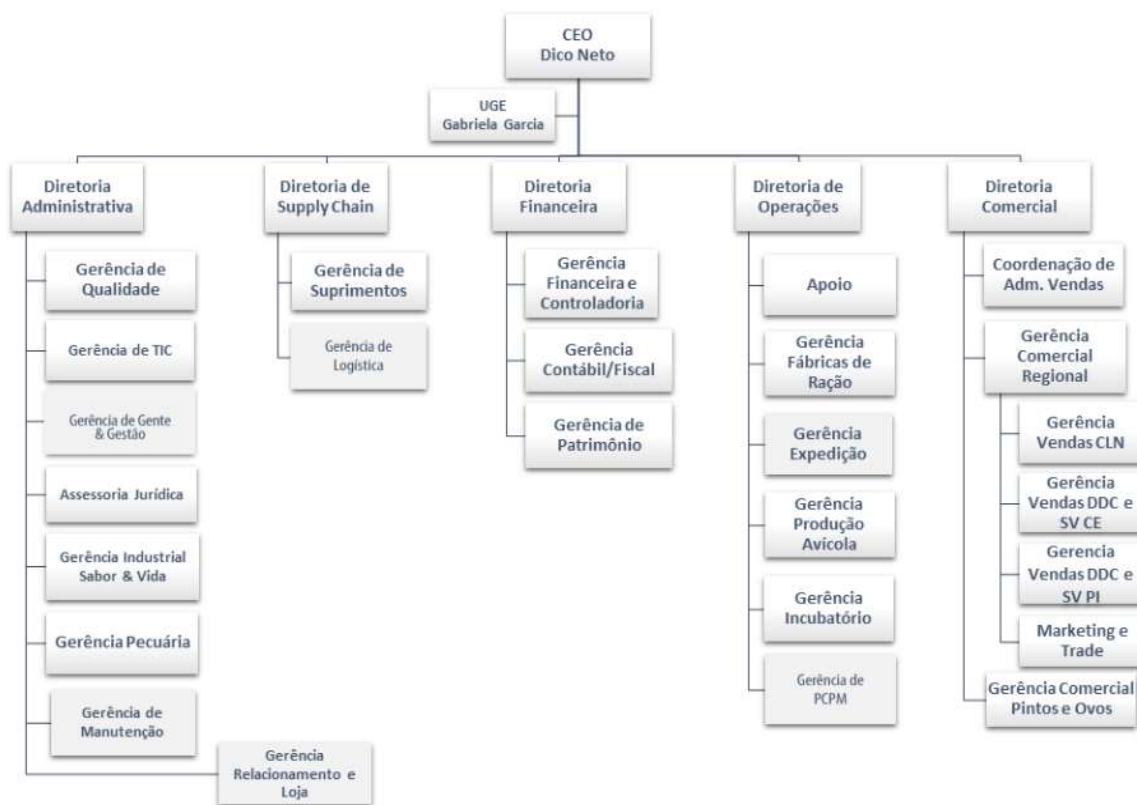 CEO
Dico Neto
UGE
Gabriela Garcia
Diretoria
Administrativa
Diretoria de
Supply Chain
Diretoria
Financeira
Diretoria de
Operações
Diretoria
Comercial
Gerência de
Qualidade
Gerência de TIC
Gerência de Gente
& Gestão
Assessoria Jurídica
Gerência Industrial
Sabor & Vida
Gerência Pecuária
Gerência de
Manutenção
Gerência
Relacionamento e
Loja
Gerência de
Suprimentos
Gerência de
Logística
Gerência
Financeira e
Controladoria
Gerência
Contábil/Fiscal
Gerência de
Patrimônio
Apoio
Gerência
Fábricas de
Ração
Gerência
Expedição
Gerência
Produção
Avícola
Gerência
Incubatório
Gerência de
PCPM
Coordenação de
Adm. Vendas
Gerência
Comercial
Regional
Gerência
Vendas CLN
Gerência
Vendas DDC e
SV CE
Gerencia
Vendas DDC e
SV PI
Marketing e
Trade
Gerência Comercial
Pintos e Ovos